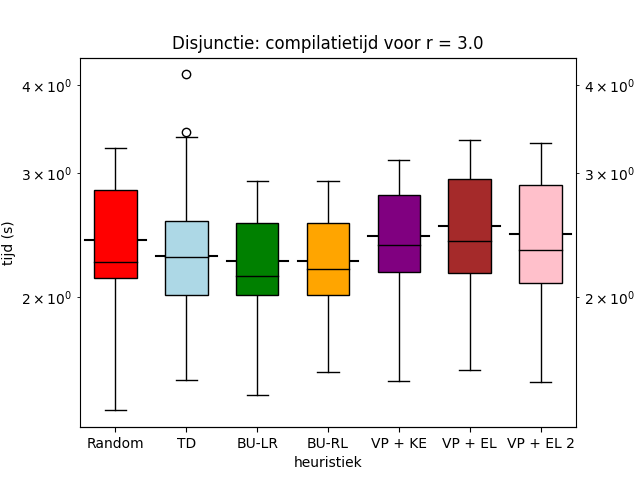 Disjunctie: compilatietijd voor r = 3.0
4 × 10⁰ 4 × 10⁰
3 × 10⁰ 3 × 10⁰
tijd (s)
2 × 10⁰ 2 × 10⁰
Random TD BU-LR BU-RL VP + KE VP + EL VP + EL 2
heuristiek